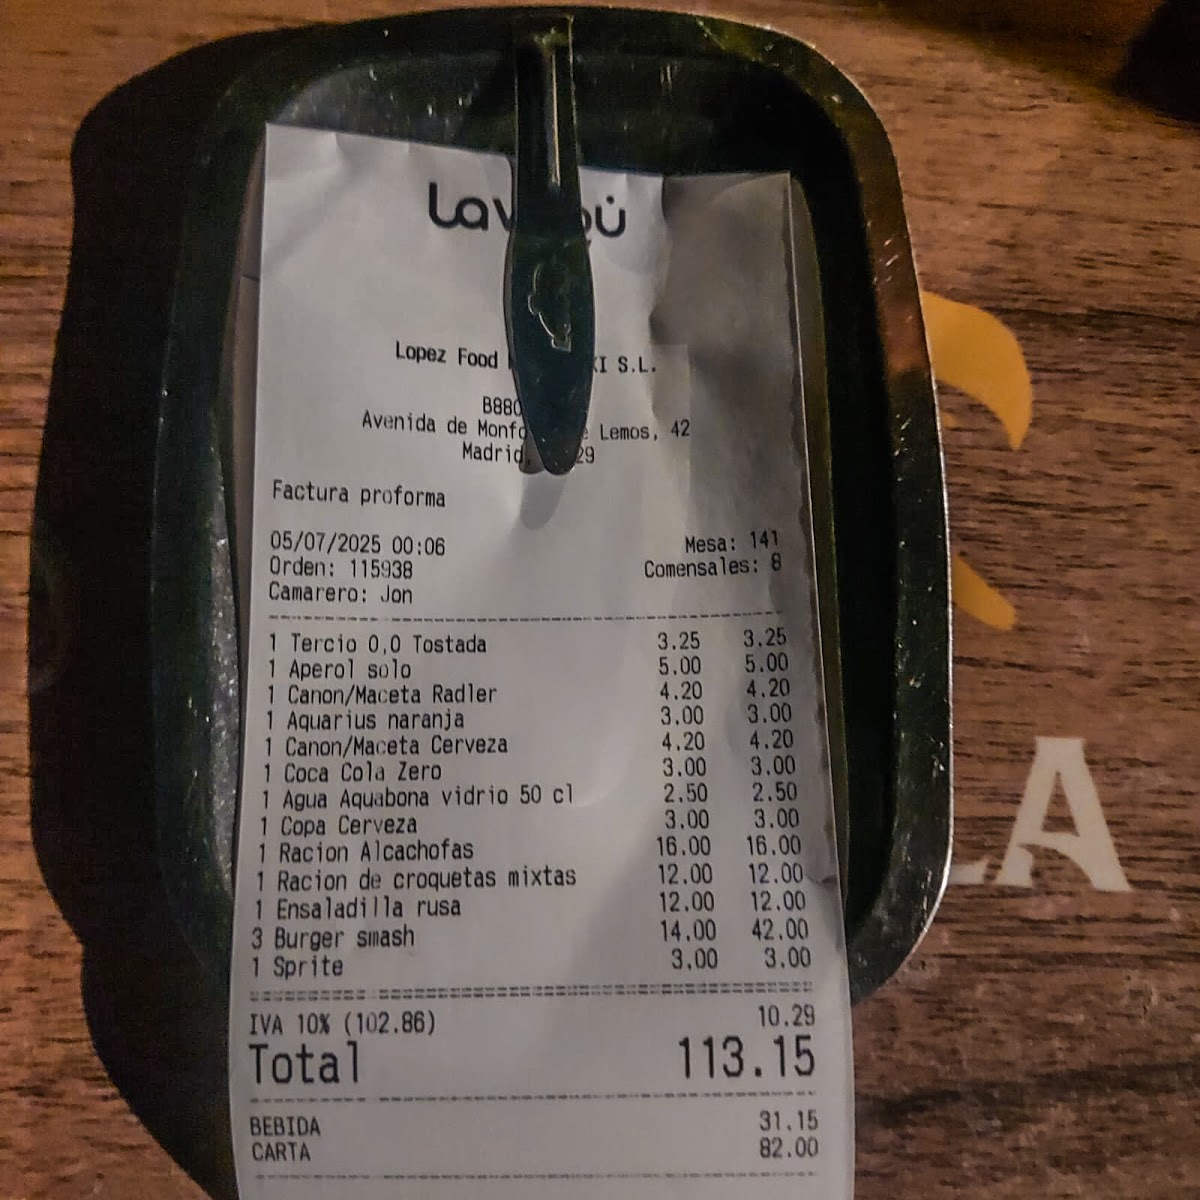 Lopez Food KI S.L.
B880
Avenida de Lemos, 42
Madrid, 29
Factura proforma
05/07/2025 00:06 Mesa: 141
Orden: 115938 Comensales: 8
Camarero: Jon
1 Tercio 0,0 Tostada 3.25 3.25
1 Aperol solo 5.00 5.00
1 Canon/Maceta Radler 4.20 4.20
1 Aquarius naranja 3.00 3.00
1 Canon/Maceta Cerveza 4.20 4.20
1 Coca Cola Zero 3.00 3.00
1 Agua Aquabona vidrio 50 cl 2.50 2.50
1 Copa Cerveza 3.00 3.00
1 Racion Alcachofas 16.00 16.00
1 Racion de croquetas mixtas 12.00 12.00
1 Ensaladilla rusa 12.00 12.00
3 Burger smash 14.00 42.00
1 Sprite 3.00 3.00
IVA 10% (102.86) 10.29
Total 113.15
BEBIDA 31.15
CARTA 82.00
LA